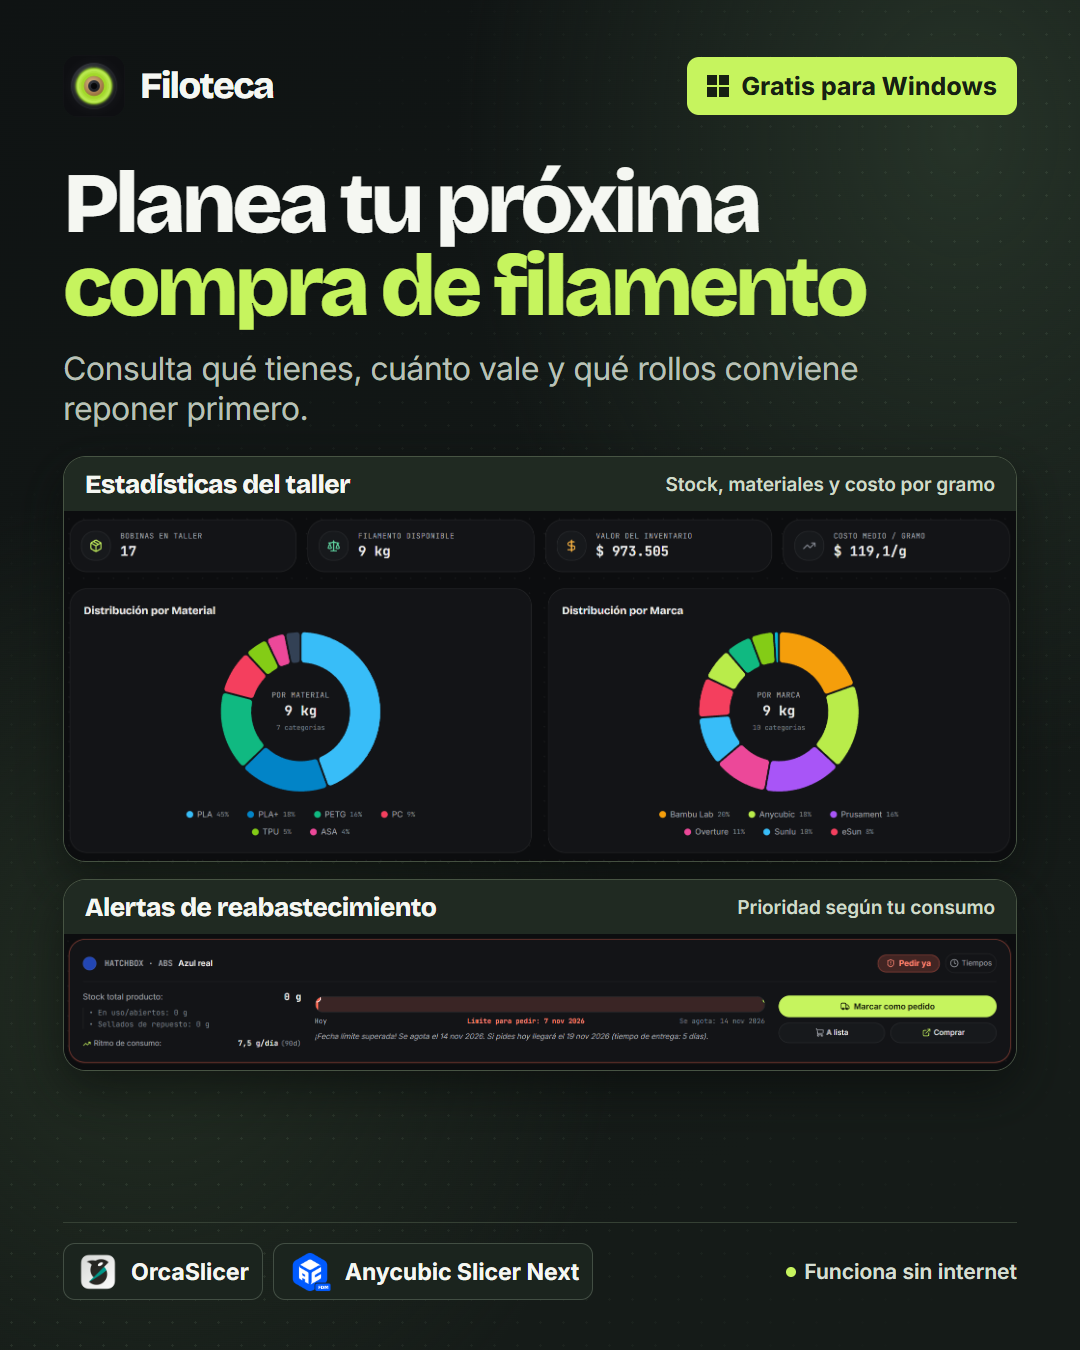 Filoteca
Gratis para Windows
Planea tu próxima
compra de filamento
Consulta qué tienes, cuánto vale y qué rollos conviene
reponer primero.
Estadísticas del taller
Stock, materiales y costo por gramo
BOBINAS EN TALLER
17
FILAMENTO DISPONIBLE
9 kg
VALOR DEL INVENTARIO
$ 973.505
COSTO MEDIO / GRAMO
$ 119,1/g
Distribución por Material
POR MATERIAL
9 kg
7 categorías
PLA 45% PLA+ 18% PETG 16% PC 9%
TPU 5% ASA 4%
Distribución por Marca
POR MARCA
9 kg
Bambu Lab 20% Anycubic 18% Prusament 16%
Overture 11% Sunlu 10% eSun 8%
Alertas de reabastecimiento
Prioridad según tu consumo
HATCHBOX · ABS Azul real
Pedir ya
Tiempos
Stock total producto: 0 g
• En uso/abiertos: 0 g
• Sellados de repuesto: 0 g
Ritmo de consumo: 7,5 g/día (90d)
Hoy
Límite para pedir: 7 nov 2026
Se agota: 14 nov 2026
¡Fecha límite superada! Se agota el 14 nov 2026. Si pides hoy llegará el 19 nov 2026 (tiempo de entrega: 5 días).
Marcar como pedido
A lista
Comprar
OrcaSlicer
Anycubic Slicer Next
Funciona sin internet